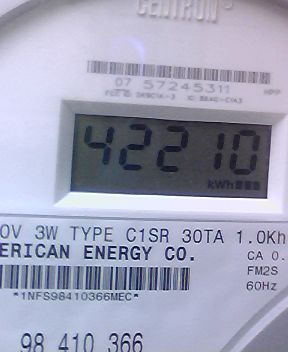 CENTRON
07 57245311
42210
kWh
0V 3W TYPE C1SR 30TA 1.0Kh
ERICAN ENERGY CO.
CA 0.
FM2S
60Hz
*1NFS98410366MEC*
98 410 366